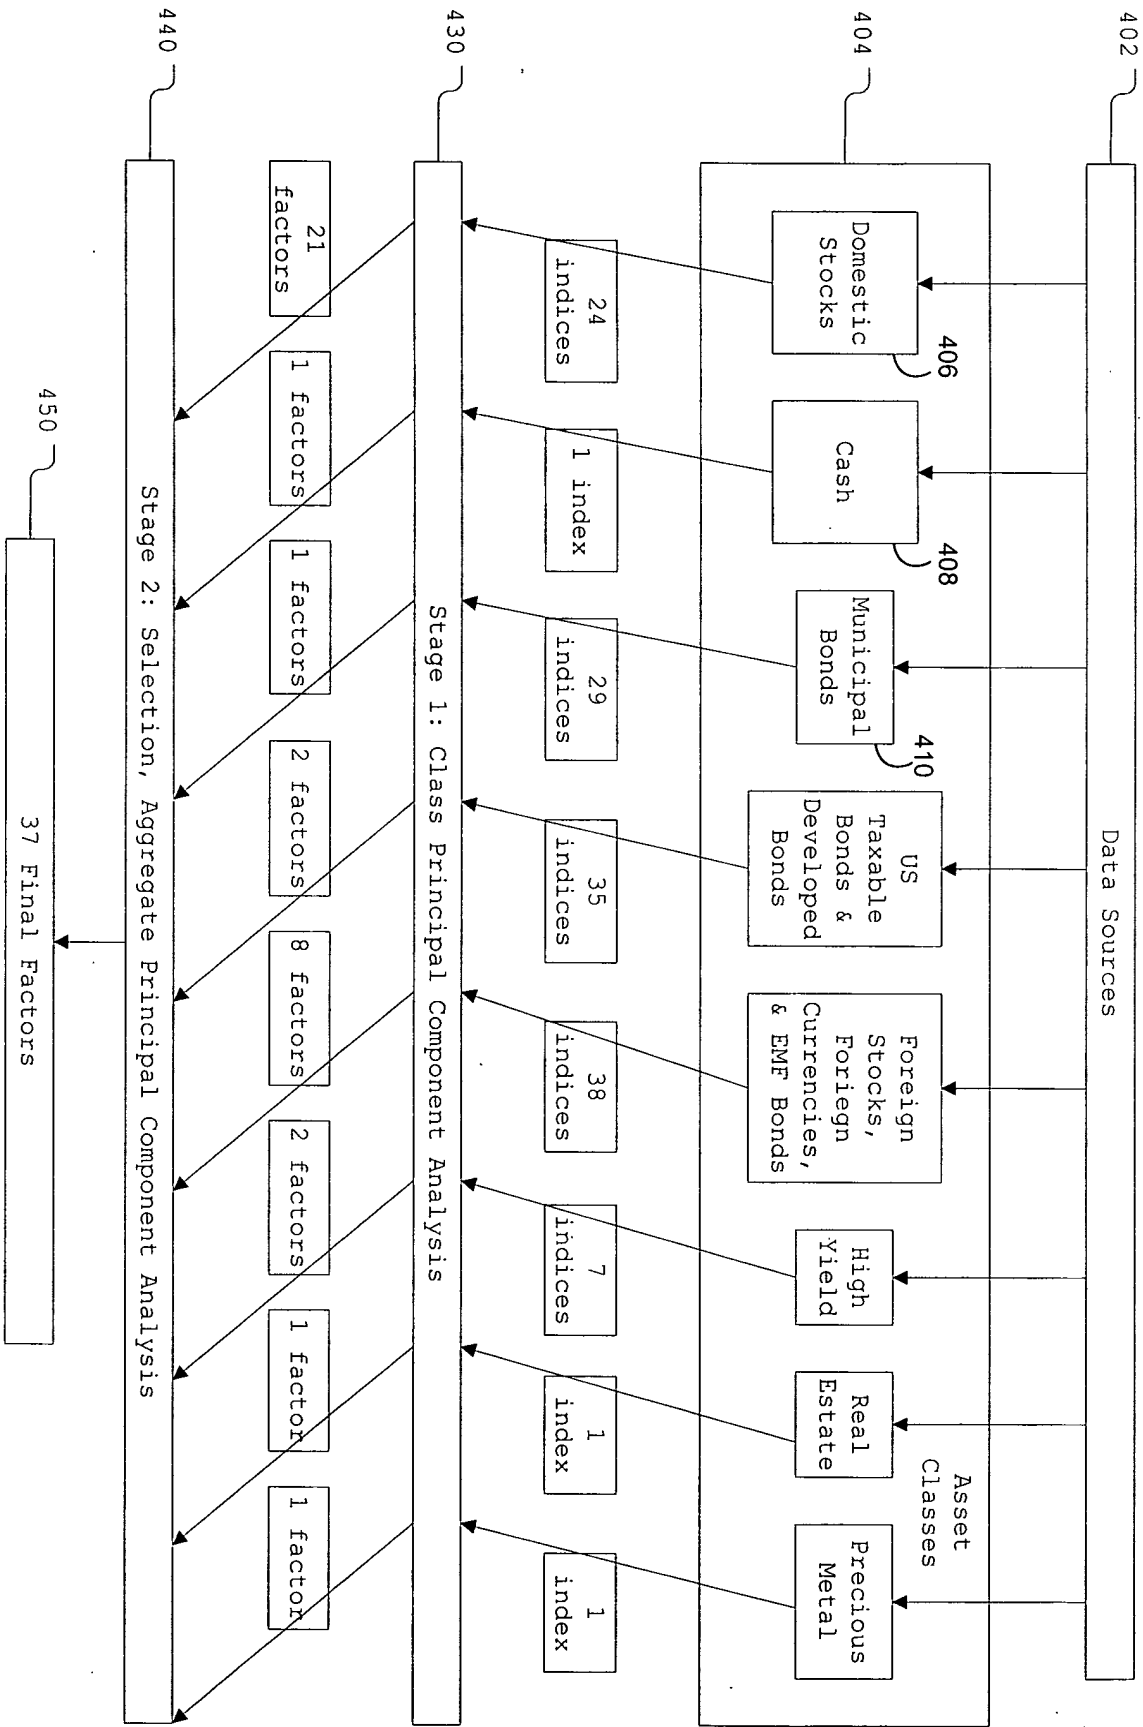 402
Data Sources
404
Asset
Classes
Domestic
Stocks
406
Cash
408
Municipal
Bonds
410
US
Taxable
Bonds &
Developed
Bonds
Foreign
Stocks,
Foriegn
Currencies,
& EMF Bonds
High
Yield
Real
Estate
Precious
Metal
24
indices
1 index
29
indices
35
indices
38
indices
7
indices
1
index
1
index
430
Stage 1: Class Principal Component Analysis
21
factors
1 factors
1 factors
2 factors
8 factors
2 factors
1 factor
1 factor
440
Stage 2: Selection, Aggregate Principal Component Analysis
450
37 Final Factors